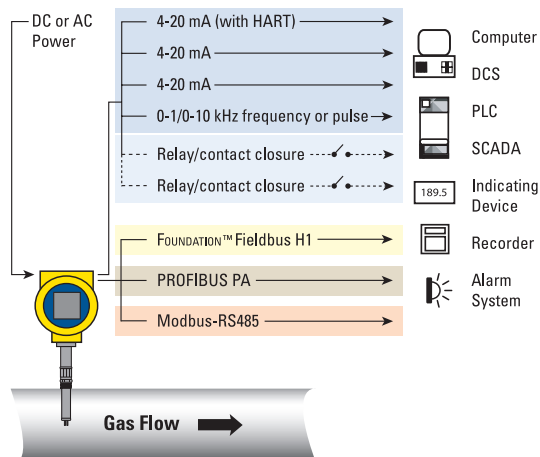 DC or AC
Power
4-20 mA (with HART)
4-20 mA
4-20 mA
0-1/0-10 kHz frequency or pulse
Relay/contact closure
Relay/contact closure
FOUNDATION™ Fieldbus H1
PROFIBUS PA
Modbus-RS485
Computer
DCS
PLC
SCADA
189.5
Indicating
Device
Recorder
Alarm
System
Gas Flow